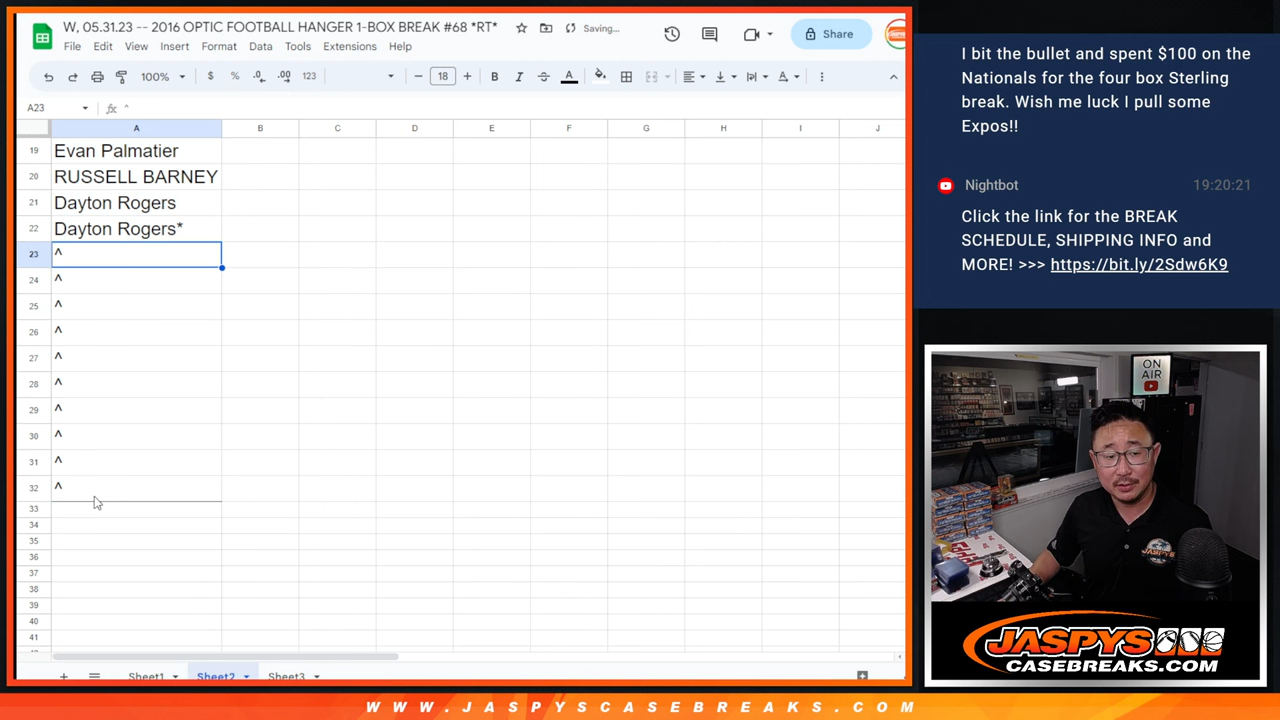 W, 05.31.23 -- 2016 OPTIC FOOTBALL HANGER 1-BOX BREAK #68 *RT*
Saving...
Share
File Edit View Insert Format Data Tools Extensions Help
100%
$ % .0 .00 123
− 18 + B I A
A23
fx ^
A B C D E F G H I J
19 Evan Palmatier
20 RUSSELL BARNEY
21 Dayton Rogers
22 Dayton Rogers*
23 ^
24 ^
25 ^
26 ^
27 ^
28 ^
29 ^
30 ^
31 ^
32 ^
33
34
35
36
37
38
39
40
41
+ Sheet1 Sheet2 Sheet3
I bit the bullet and spent $100 on the
Nationals for the four box Sterling
break. Wish me luck I pull some
Expos!!
Nightbot 19:20:21
Click the link for the BREAK
SCHEDULE, SHIPPING INFO and
MORE! >>> https://bit.ly/2Sdw6K9
ON
AIR
JASPYS
JASPYS
CASEBREAKS.COM
WWW.JASPYSCASEBREAKS.COM